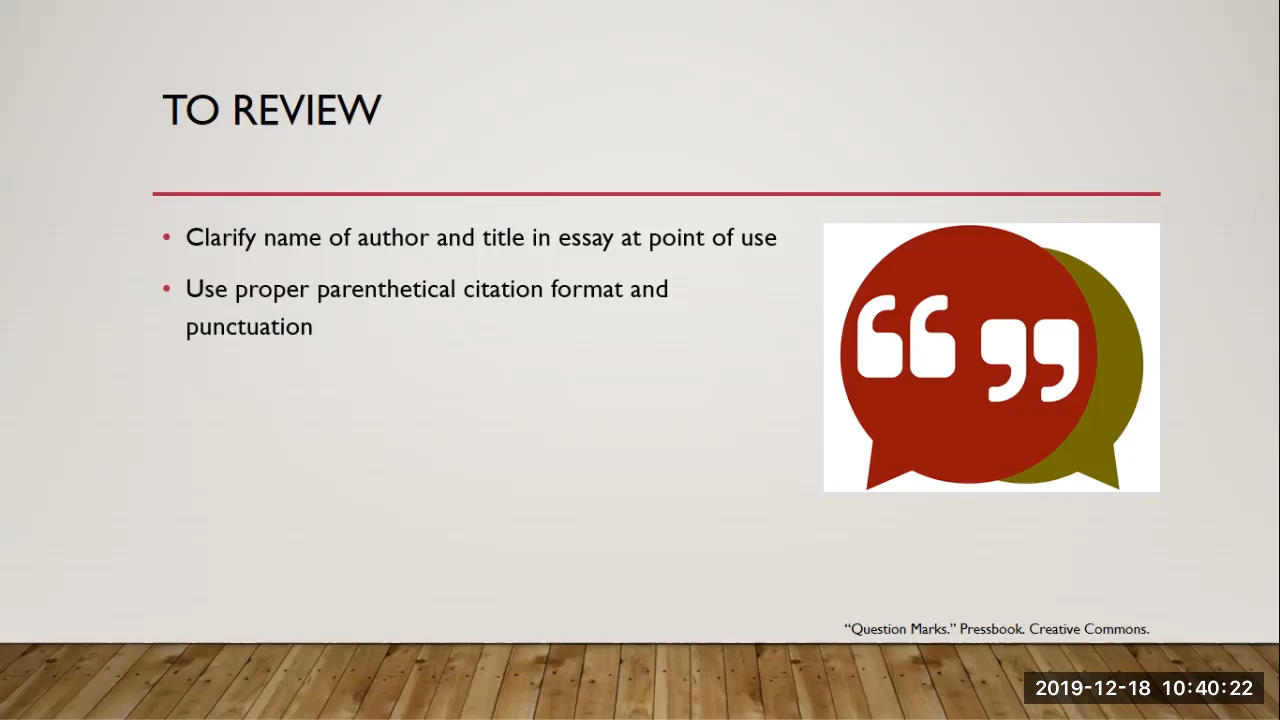 TO REVIEW
• Clarify name of author and title in essay at point of use
• Use proper parenthetical citation format and
punctuation
“Question Marks.” Pressbook. Creative Commons.
2019-12-18 10:40:22